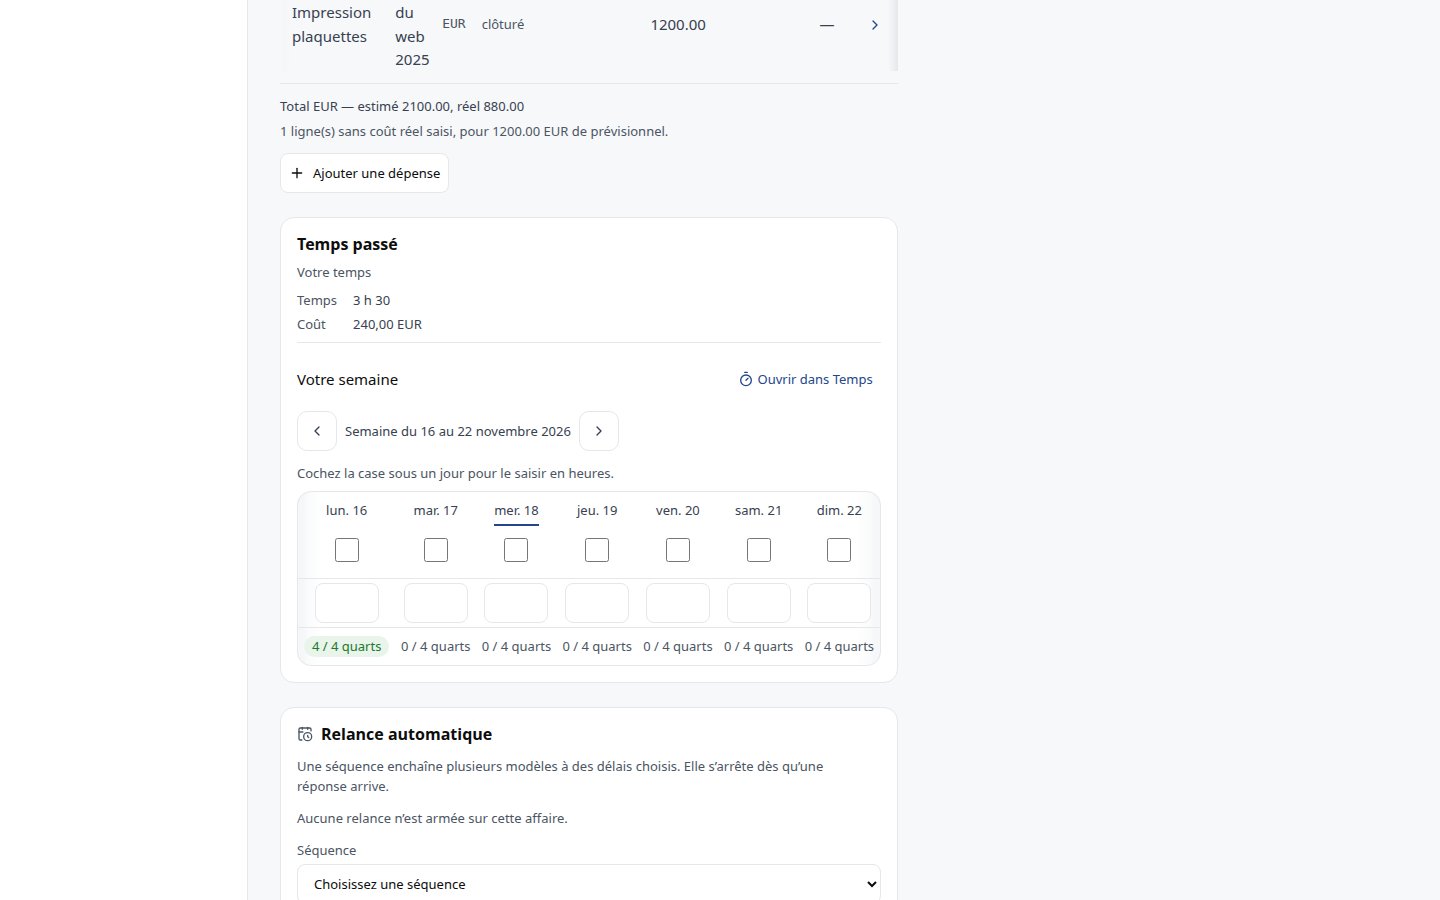 Impression du
plaquettes web EUR clôturé 1200.00 —
2025
Total EUR — estimé 2100.00, réel 880.00
1 ligne(s) sans coût réel saisi, pour 1200.00 EUR de prévisionnel.
Ajouter une dépense
Temps passé
Votre temps
Temps 3 h 30
Coût 240,00 EUR
Votre semaine Ouvrir dans Temps
Semaine du 16 au 22 novembre 2026
Cochez la case sous un jour pour le saisir en heures.
lun. 16 mar. 17 mer. 18 jeu. 19 ven. 20 sam. 21 dim. 22
4 / 4 quarts 0 / 4 quarts 0 / 4 quarts 0 / 4 quarts 0 / 4 quarts 0 / 4 quarts 0 / 4 quarts
Relance automatique
Une séquence enchaîne plusieurs modèles à des délais choisis. Elle s’arrête dès qu’une
réponse arrive.
Aucune relance n’est armée sur cette affaire.
Séquence
Choisissez une séquence